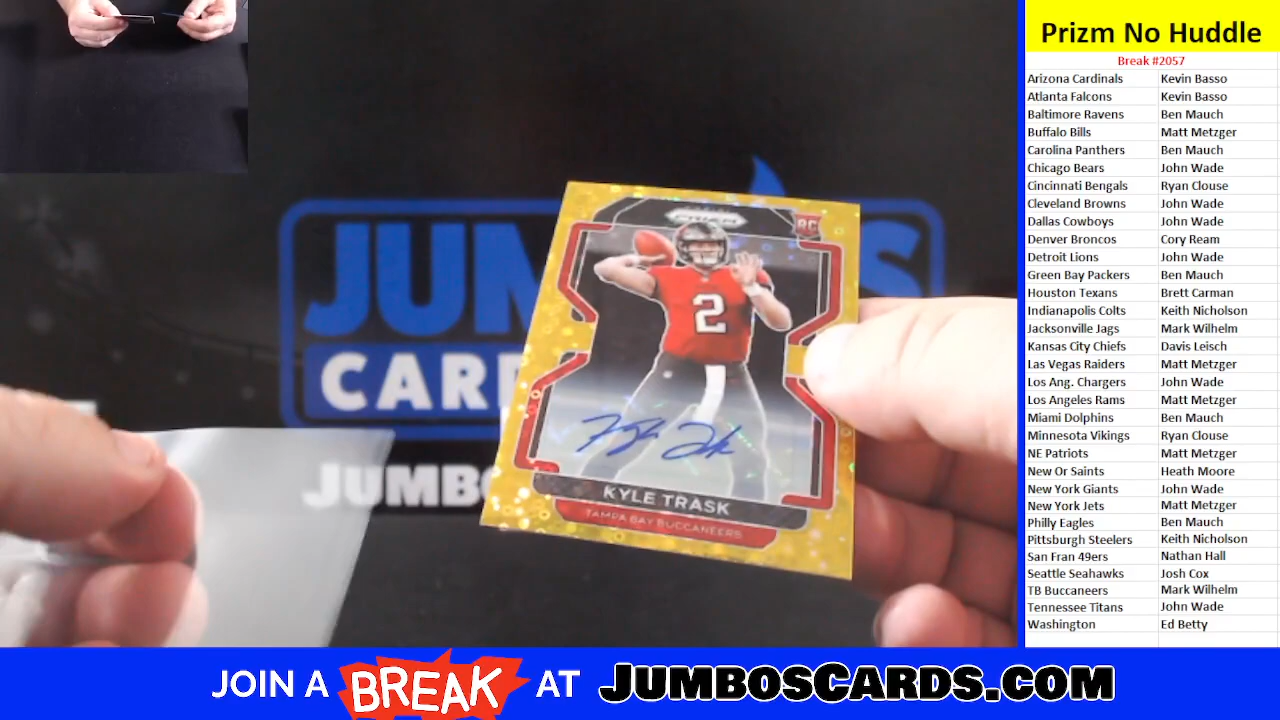 Prizm No Huddle
Break #2057
Arizona Cardinals Kevin Basso
Atlanta Falcons Kevin Basso
Baltimore Ravens Ben Mauch
Buffalo Bills Matt Metzger
Carolina Panthers Ben Mauch
Chicago Bears John Wade
Cincinnati Bengals Ryan Clouse
Cleveland Browns John Wade
Dallas Cowboys John Wade
Denver Broncos Cory Ream
Detroit Lions John Wade
Green Bay Packers Ben Mauch
Houston Texans Brett Carman
Indianapolis Colts Keith Nicholson
Jacksonville Jags Mark Wilhelm
Kansas City Chiefs Davis Leisch
Las Vegas Raiders Matt Metzger
Los Ang. Chargers John Wade
Los Angeles Rams Matt Metzger
Miami Dolphins Ben Mauch
Minnesota Vikings Ryan Clouse
NE Patriots Matt Metzger
New Or Saints Heath Moore
New York Giants John Wade
New York Jets Matt Metzger
Philly Eagles Ben Mauch
Pittsburgh Steelers Keith Nicholson
San Fran 49ers Nathan Hall
Seattle Seahawks Josh Cox
TB Buccaneers Mark Wilhelm
Tennessee Titans John Wade
Washington Ed Betty
PRIZM
RC
2
KYLE TRASK
TAMPA BAY BUCCANEERS
JOIN A BREAK AT JUMBOSCARDS.COM